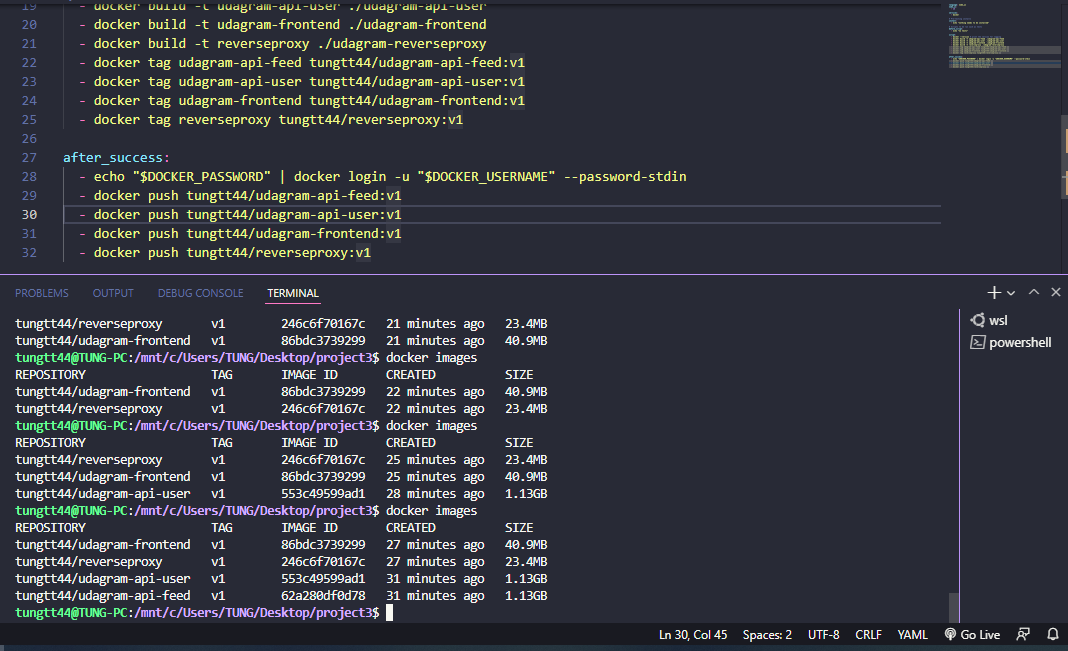 19 - docker build -t udagram-api-user ./udagram-api-user
20 - docker build -t udagram-frontend ./udagram-frontend
21 - docker build -t reverseproxy ./udagram-reverseproxy
22 - docker tag udagram-api-feed tungtt44/udagram-api-feed:v1
23 - docker tag udagram-api-user tungtt44/udagram-api-user:v1
24 - docker tag udagram-frontend tungtt44/udagram-frontend:v1
25 - docker tag reverseproxy tungtt44/reverseproxy:v1
26
27 after_success:
28 - echo "$DOCKER_PASSWORD" | docker login -u "$DOCKER_USERNAME" --password-stdin
29 - docker push tungtt44/udagram-api-feed:v1
30 - docker push tungtt44/udagram-api-user:v1
31 - docker push tungtt44/udagram-frontend:v1
32 - docker push tungtt44/reverseproxy:v1
PROBLEMS OUTPUT DEBUG CONSOLE TERMINAL
tungtt44/reverseproxy v1 246c6f70167c 21 minutes ago 23.4MB
tungtt44/udagram-frontend v1 86bdc3739299 21 minutes ago 40.9MB
tungtt44@TUNG-PC:/mnt/c/Users/TUNG/Desktop/project3$ docker images
REPOSITORY TAG IMAGE ID CREATED SIZE
tungtt44/udagram-frontend v1 86bdc3739299 22 minutes ago 40.9MB
tungtt44/reverseproxy v1 246c6f70167c 22 minutes ago 23.4MB
tungtt44@TUNG-PC:/mnt/c/Users/TUNG/Desktop/project3$ docker images
REPOSITORY TAG IMAGE ID CREATED SIZE
tungtt44/reverseproxy v1 246c6f70167c 25 minutes ago 23.4MB
tungtt44/udagram-frontend v1 86bdc3739299 25 minutes ago 40.9MB
tungtt44/udagram-api-user v1 553c49599ad1 28 minutes ago 1.13GB
tungtt44@TUNG-PC:/mnt/c/Users/TUNG/Desktop/project3$ docker images
REPOSITORY TAG IMAGE ID CREATED SIZE
tungtt44/udagram-frontend v1 86bdc3739299 27 minutes ago 40.9MB
tungtt44/reverseproxy v1 246c6f70167c 27 minutes ago 23.4MB
tungtt44/udagram-api-user v1 553c49599ad1 31 minutes ago 1.13GB
tungtt44/udagram-api-feed v1 62a280df0d78 31 minutes ago 1.13GB
tungtt44@TUNG-PC:/mnt/c/Users/TUNG/Desktop/project3$
wsl
powershell
Ln 30, Col 45 Spaces: 2 UTF-8 CRLF YAML Go Live